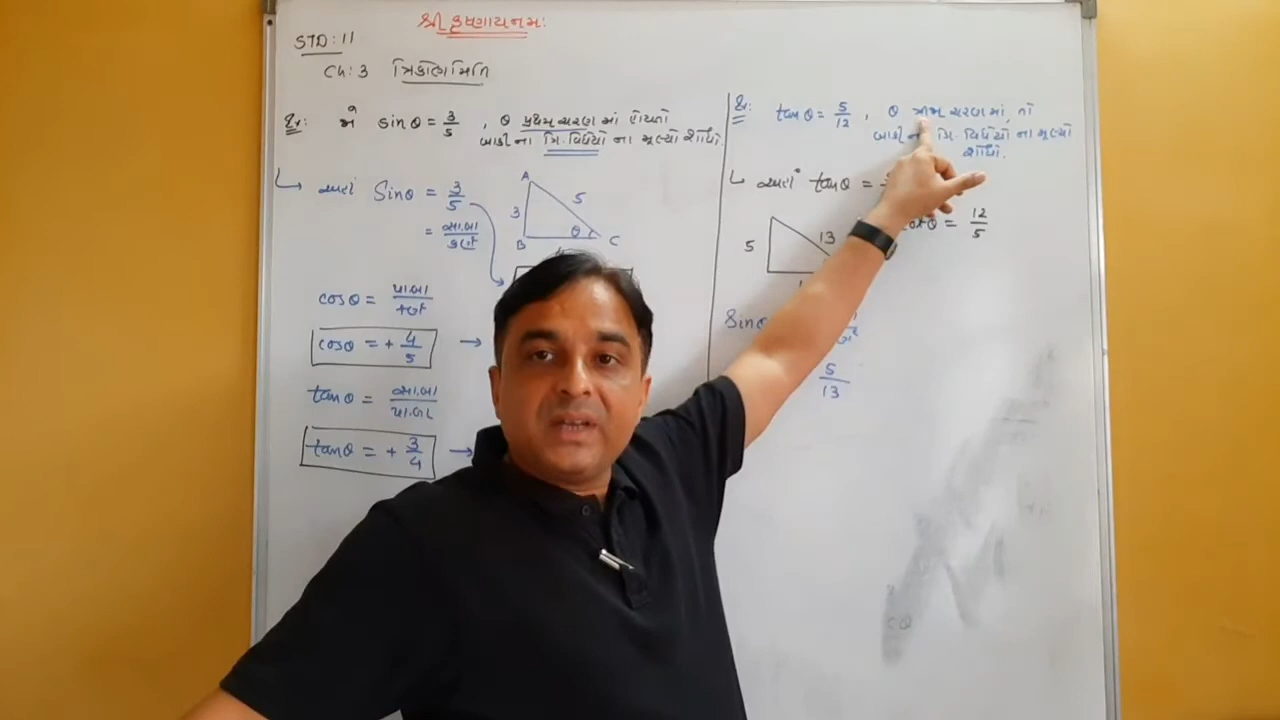 શ્રી કૃષ્ણાય નમઃ
STD: 11
Ch: 3 ત્રિકોણમિતિ
Ex: જો sinθ = 3/5 , θ પ્રથમ ચરણ માં હોય તો
બાકી ના ત્રિ. વિધેયો ના મૂલ્યો શોધો.
↳ અહીં Sinθ = 3/5
= સા.બા / કર્ણ
A
3
5
B
θ
C
cosθ = પા.બા / કર્ણ
cosθ = + 4/5 →
tanθ = સા.બા / પા.બા
tanθ = + 3/4 →
Ex: tanθ = 5/12 , θ ત્રીજા ચરણ માં, તો
બાકી ના ત્રિ. વિધેયો ના મૂલ્યો
શોધો.
↳ અહીં tanθ =
cotθ = 12/5
5
13
Sinθ
5/13